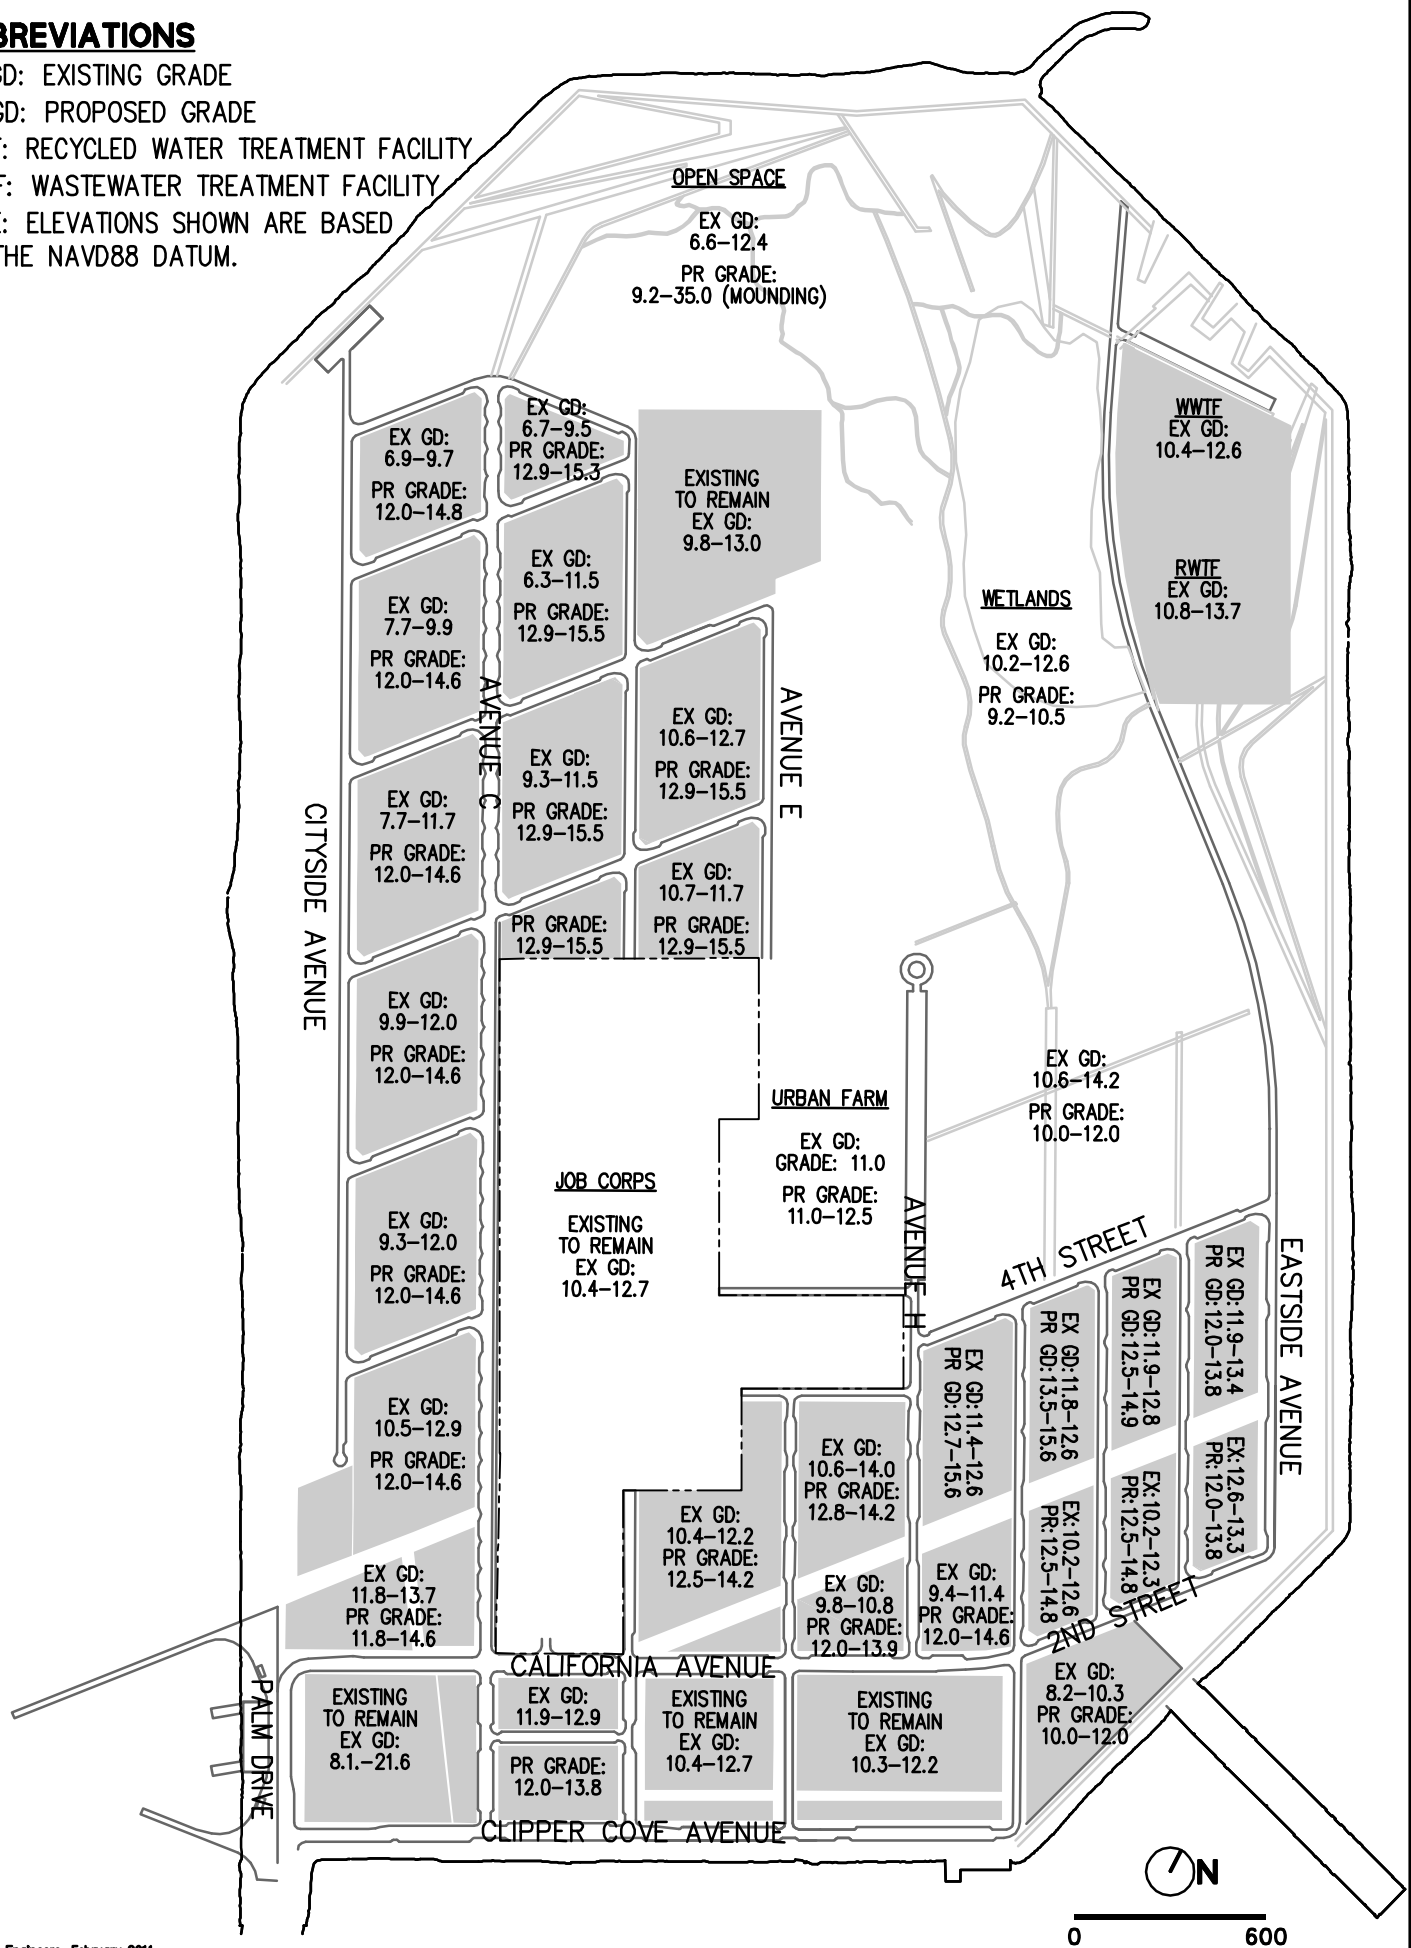 BREVIATIONS
GD: EXISTING GRADE
GD: PROPOSED GRADE
: RECYCLED WATER TREATMENT FACILITY
F: WASTEWATER TREATMENT FACILITY
: ELEVATIONS SHOWN ARE BASED
THE NAVD88 DATUM.
OPEN SPACE
EX GD:
6.6-12.4
PR GRADE:
9.2-35.0 (MOUNDING)
EX GD:
6.9-9.7
PR GRADE:
12.0-14.8
EX GD:
6.7-9.5
PR GRADE:
12.9-15.3
EXISTING
TO REMAIN
EX GD:
9.8-13.0
WWTF
EX GD:
10.4-12.6
RWTF
EX GD:
10.8-13.7
EX GD:
7.7-9.9
PR GRADE:
12.0-14.6
EX GD:
6.3-11.5
PR GRADE:
12.9-15.5
WETLANDS
EX GD:
10.2-12.6
PR GRADE:
9.2-10.5
AVENUE C
EX GD:
10.6-12.7
PR GRADE:
12.9-15.5
AVENUE E
EX GD:
7.7-11.7
PR GRADE:
12.0-14.6
EX GD:
9.3-11.5
PR GRADE:
12.9-15.5
CITYSIDE AVENUE
EX GD:
10.7-11.7
PR GRADE:
12.9-15.5
PR GRADE:
12.9-15.5
EX GD:
9.9-12.0
PR GRADE:
12.0-14.6
EX GD:
10.6-14.2
PR GRADE:
10.0-12.0
URBAN FARM
EX GD:
GRADE: 11.0
PR GRADE:
11.0-12.5
JOB CORPS
EXISTING
TO REMAIN
EX GD:
10.4-12.7
EX GD:
9.3-12.0
PR GRADE:
12.0-14.6
AVENUE H
4TH STREET
EASTSIDE AVENUE
EX GD:11.4-12.6
PR GD:12.7-15.6
EX GD:11.8-12.6
PR GD:13.5-15.6
EX GD:11.9-12.8
PR GD:12.5-14.9
EX GD:11.9-13.4
PR GD:12.0-13.8
EX GD:
10.5-12.9
PR GRADE:
12.0-14.6
EX GD:
10.6-14.0
PR GRADE:
12.8-14.2
EX GD:
10.4-12.2
PR GRADE:
12.5-14.2
EX:10.2-12.6
PR:12.5-14.8
EX:10.2-12.3
PR:12.5-14.8
EX:12.6-13.3
PR:12.0-13.8
EX GD:
11.8-13.7
PR GRADE:
11.8-14.6
EX GD:
9.8-10.8
PR GRADE:
12.0-13.9
EX GD:
9.4-11.4
PR GRADE:
12.0-14.6
2ND STREET
CALIFORNIA AVENUE
PALM DRIVE
EXISTING
TO REMAIN
EX GD:
8.1.-21.6
EX GD:
11.9-12.9
PR GRADE:
12.0-13.8
EXISTING
TO REMAIN
EX GD:
10.4-12.7
EXISTING
TO REMAIN
EX GD:
10.3-12.2
EX GD:
8.2-10.3
PR GRADE:
10.0-12.0
CLIPPER COVE AVENUE
N
0 600